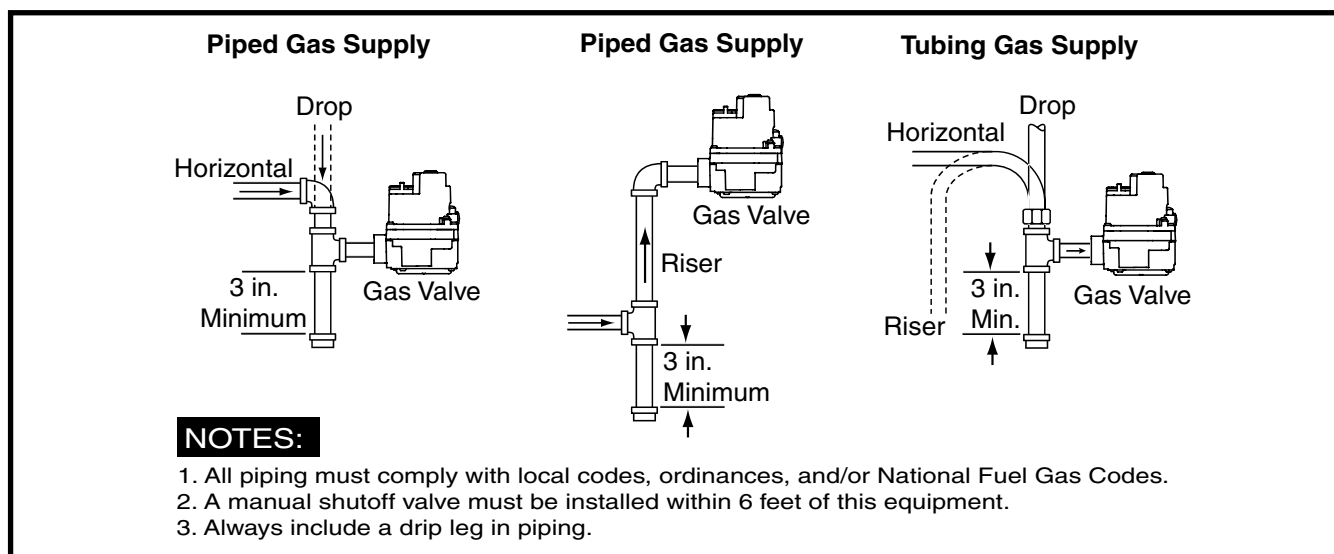 Piped Gas Supply
Drop
Horizontal
3 in.
Minimum
Gas Valve
Piped Gas Supply
Gas Valve
Riser
3 in.
Minimum
Tubing Gas Supply
Drop
Horizontal
Riser
3 in.
Min.
Gas Valve
NOTES:
1. All piping must comply with local codes, ordinances, and/or National Fuel Gas Codes.
2. A manual shutoff valve must be installed within 6 feet of this equipment.
3. Always include a drip leg in piping.